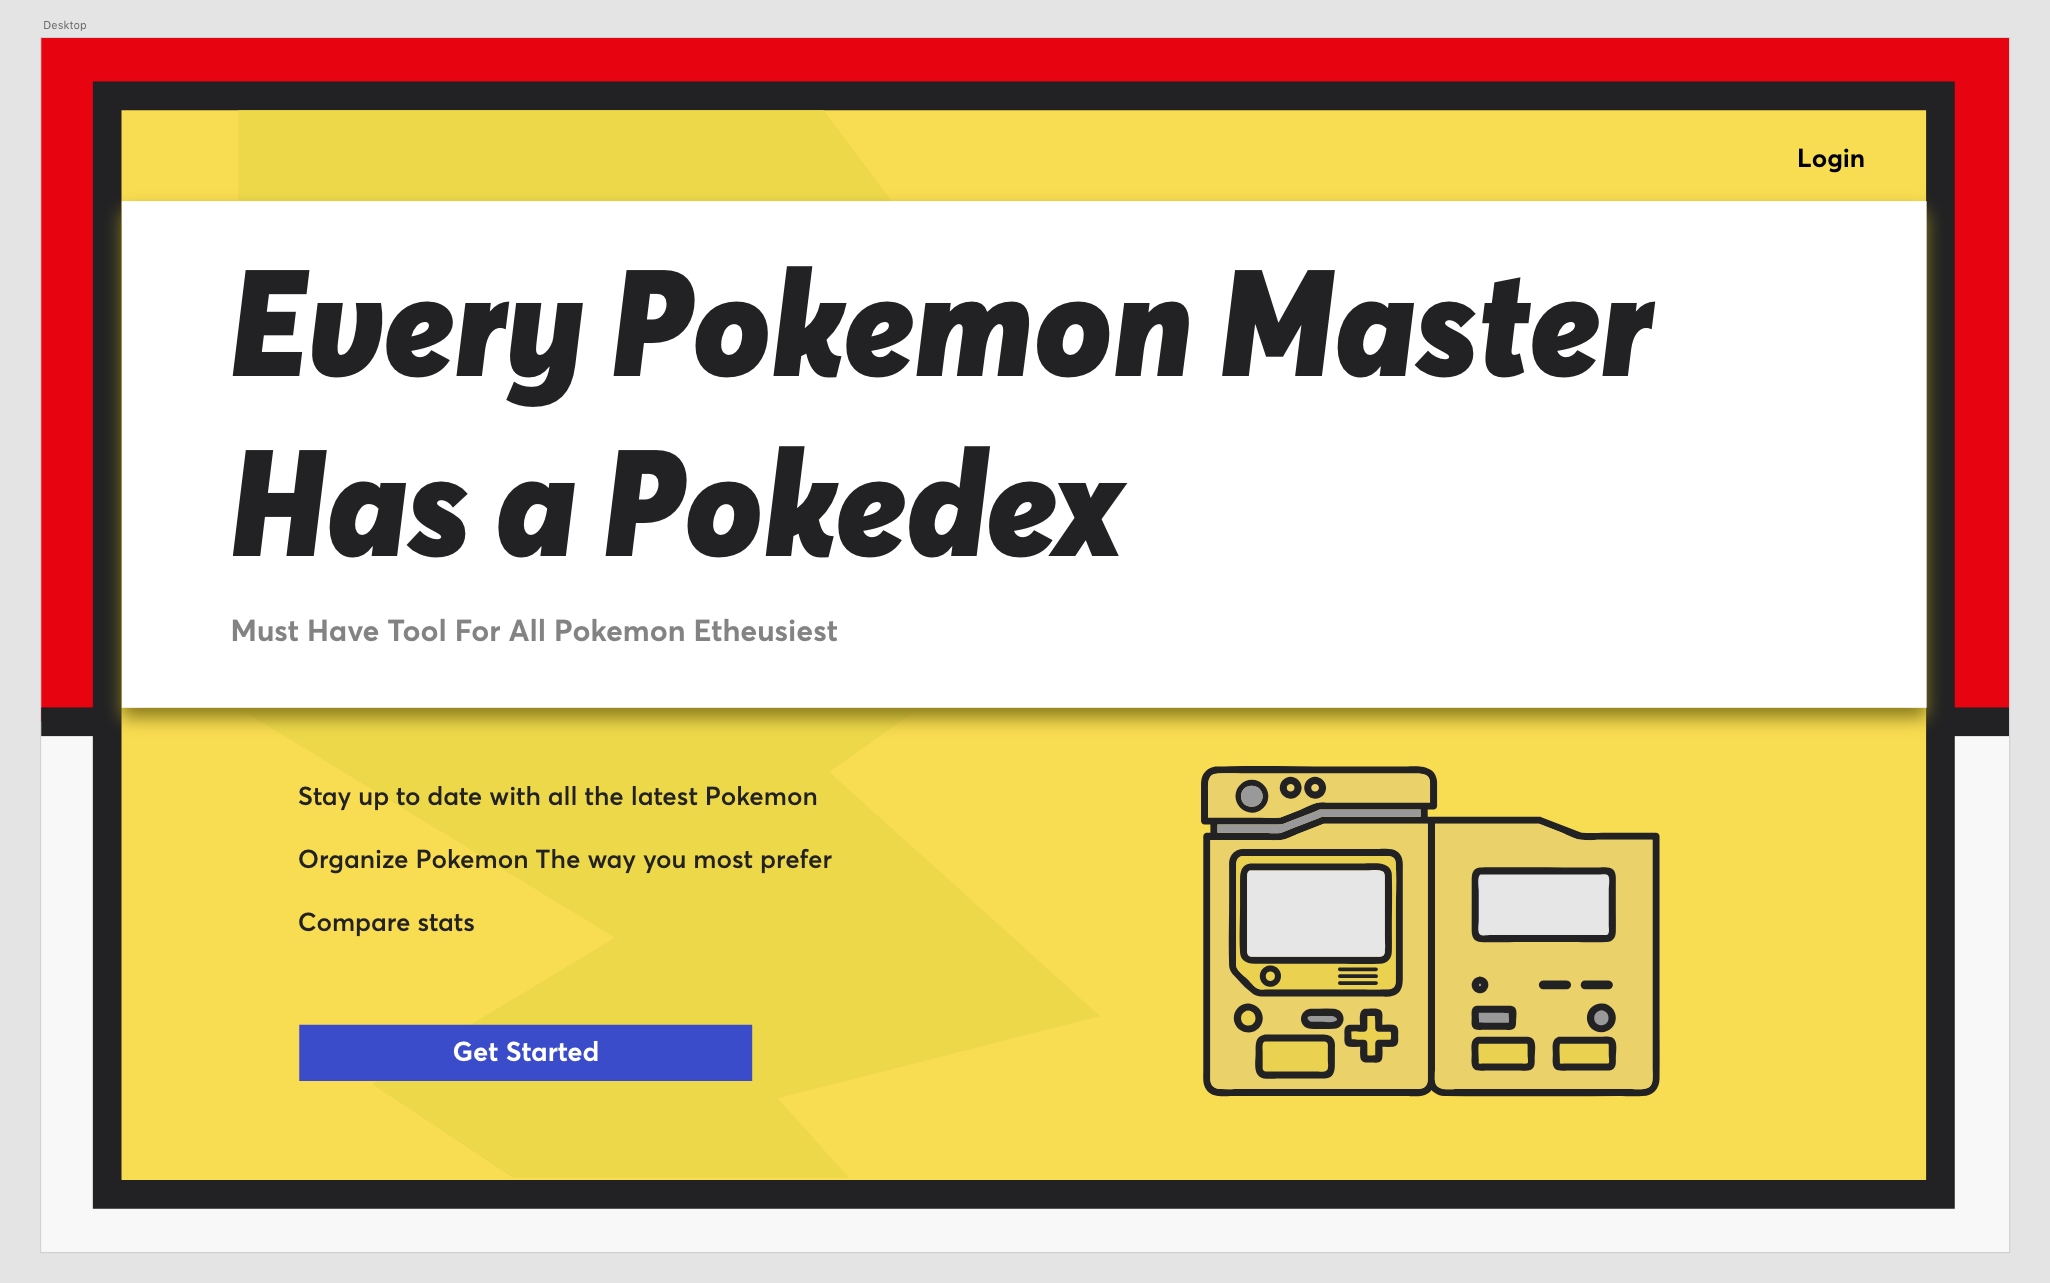 Desktop
Login
Every Pokemon Master
Has a Pokedex
Must Have Tool For All Pokemon Etheusiest
Stay up to date with all the latest Pokemon
Organize Pokemon The way you most prefer
Compare stats
Get Started